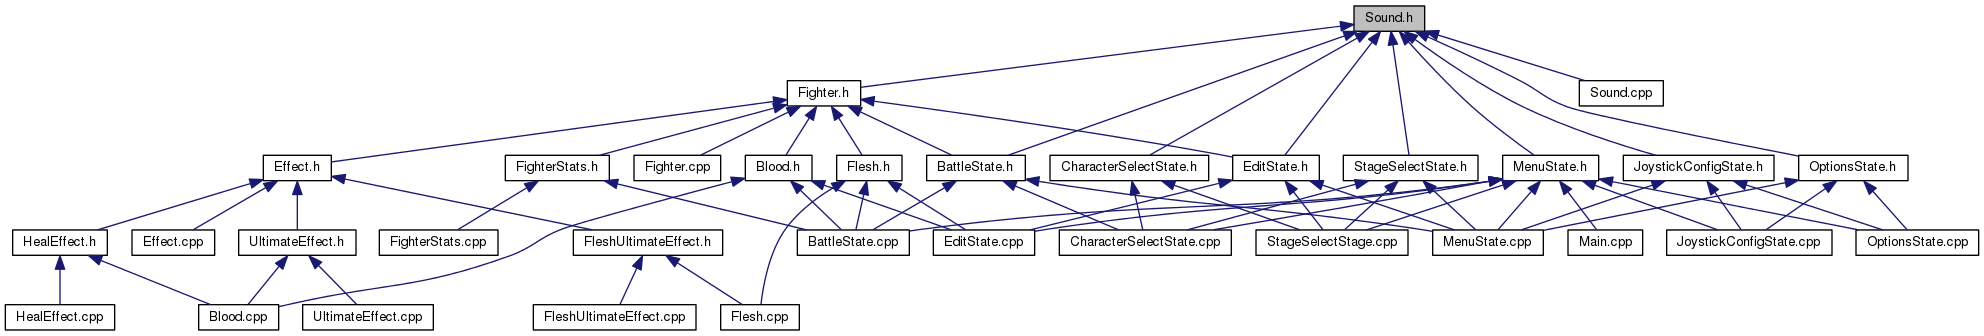 Sound.h
Fighter.h
Sound.cpp
Effect.h
FighterStats.h
Fighter.cpp
Blood.h
Flesh.h
BattleState.h
CharacterSelectState.h
EditState.h
StageSelectState.h
MenuState.h
JoystickConfigState.h
OptionsState.h
HealEffect.h
Effect.cpp
UltimateEffect.h
FighterStats.cpp
FleshUltimateEffect.h
BattleState.cpp
EditState.cpp
CharacterSelectState.cpp
StageSelectStage.cpp
MenuState.cpp
Main.cpp
JoystickConfigState.cpp
OptionsState.cpp
HealEffect.cpp
Blood.cpp
UltimateEffect.cpp
FleshUltimateEffect.cpp
Flesh.cpp